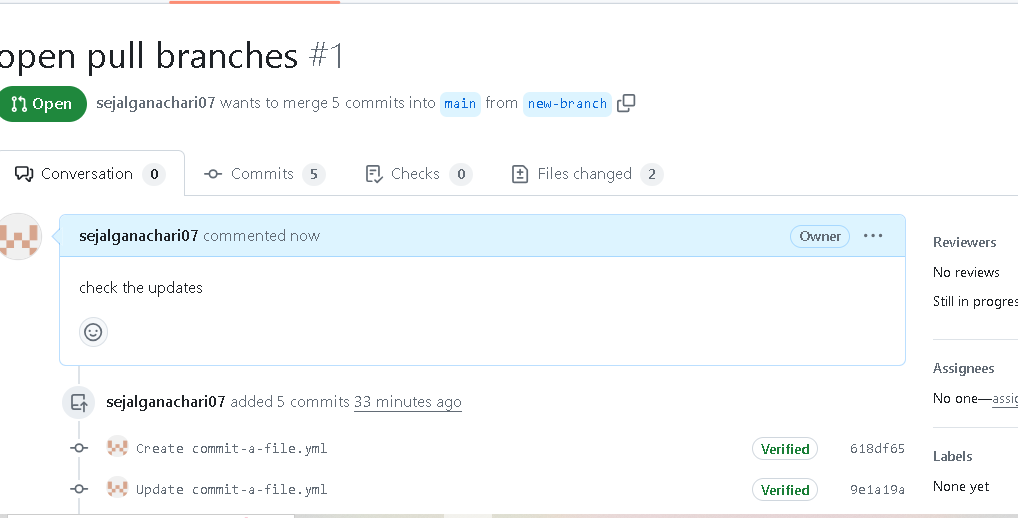 open pull branches #1
Open sejalganachari07 wants to merge 5 commits into main from new-branch
Conversation 0 Commits 5 Checks 0 Files changed 2
sejalganachari07 commented now Owner
check the updates
Reviewers
No reviews
Still in progres
Assignees
No one—assig
Labels
None yet
sejalganachari07 added 5 commits 33 minutes ago
Create commit-a-file.yml Verified 618df65
Update commit-a-file.yml Verified 9e1a19a